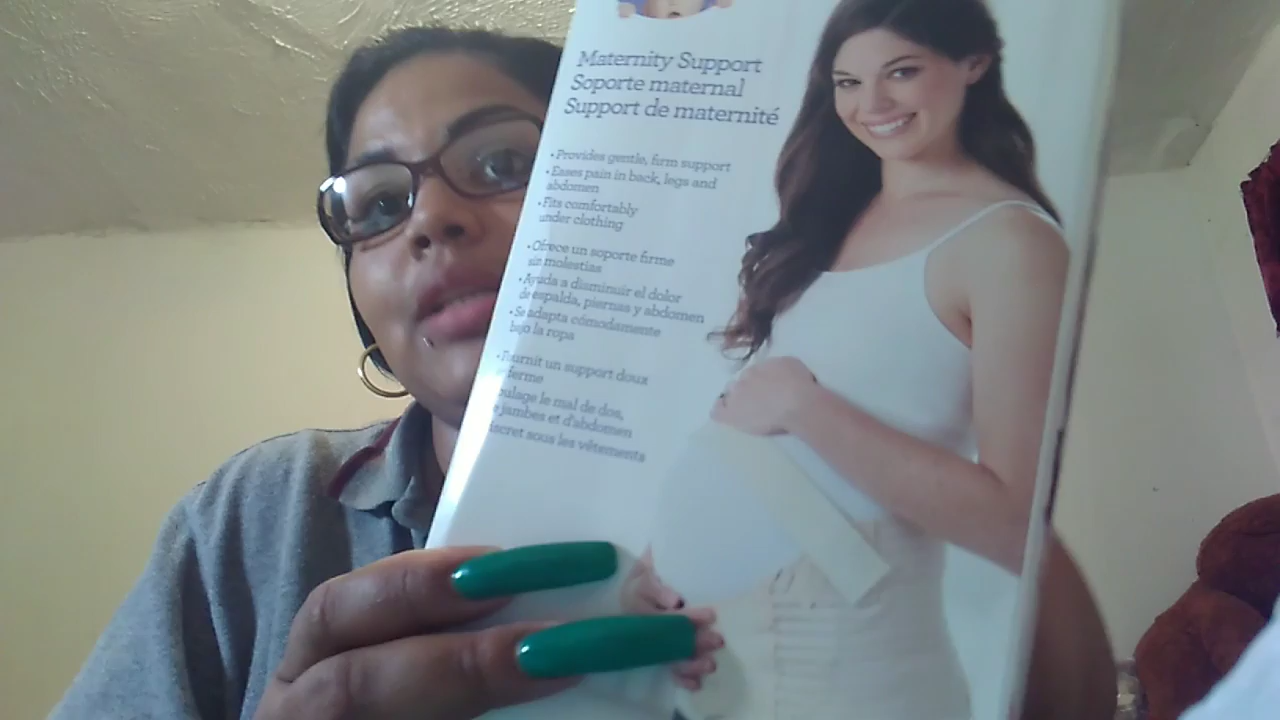 Maternity Support
Soporte maternal
Support de maternité
• Provides gentle, firm support
• Eases pain in back, legs and
abdomen
• Fits comfortably
under clothing
• Ofrece un soporte firme
sin molestias
• Ayuda a disminuir el dolor
de espalda, piernas y abdomen
• Se adapta cómodamente
bajo la ropa
• Fournit un support doux
ferme
mal de dos,
jambes et d'abdomen
sous les vêtements